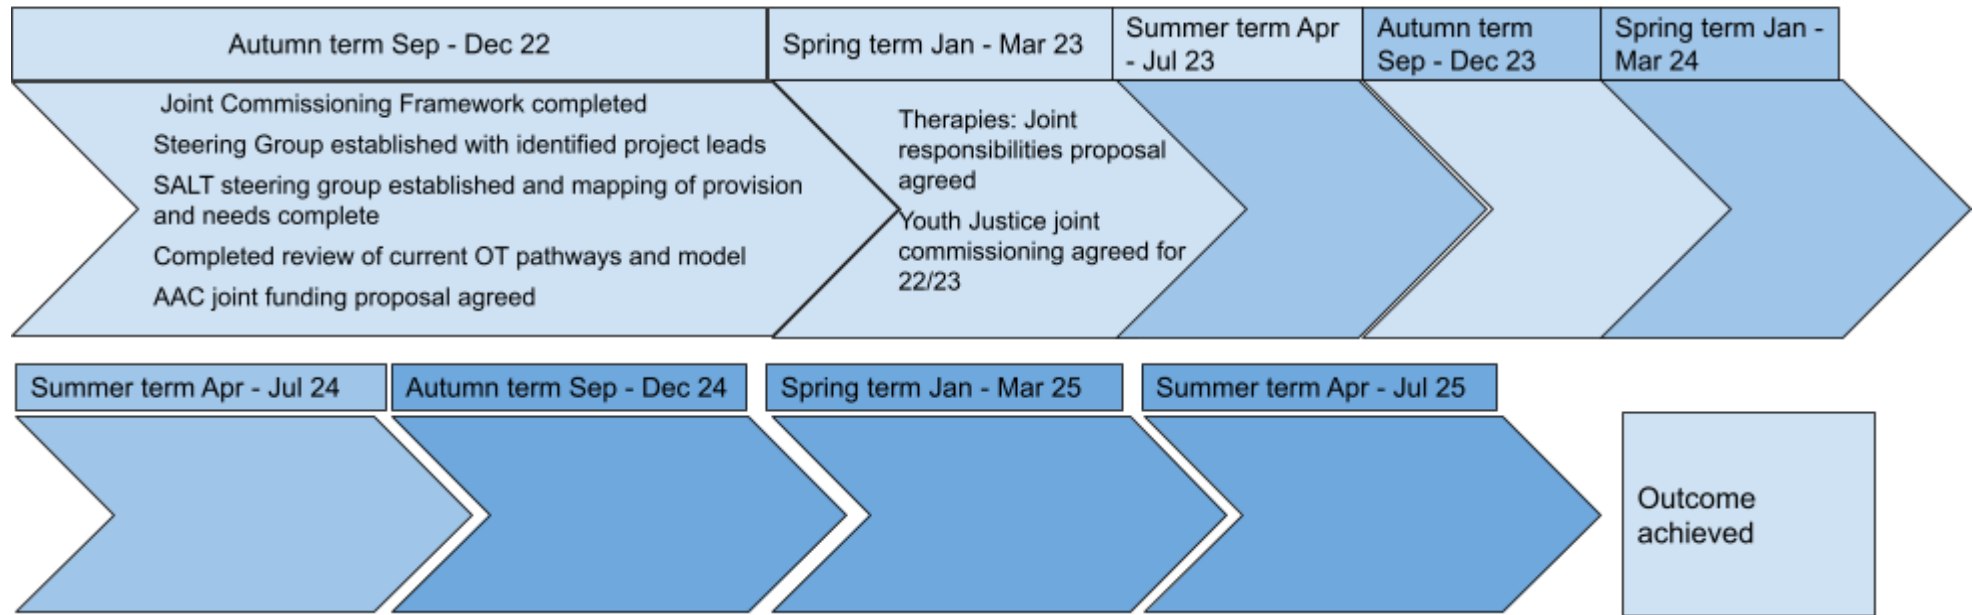 Autumn term Sep - Dec 22
Spring term Jan - Mar 23
Summer term Apr
- Jul 23
Autumn term
Sep - Dec 23
Spring term Jan -
Mar 24
Joint Commissioning Framework completed
Steering Group established with identified project leads
SALT steering group established and mapping of provision
and needs complete
Completed review of current OT pathways and model
AAC joint funding proposal agreed
Therapies: Joint
responsibilities proposal
agreed
Youth Justice joint
commissioning agreed for
22/23
Summer term Apr - Jul 24
Autumn term Sep - Dec 24
Spring term Jan - Mar 25
Summer term Apr - Jul 25
Outcome
achieved